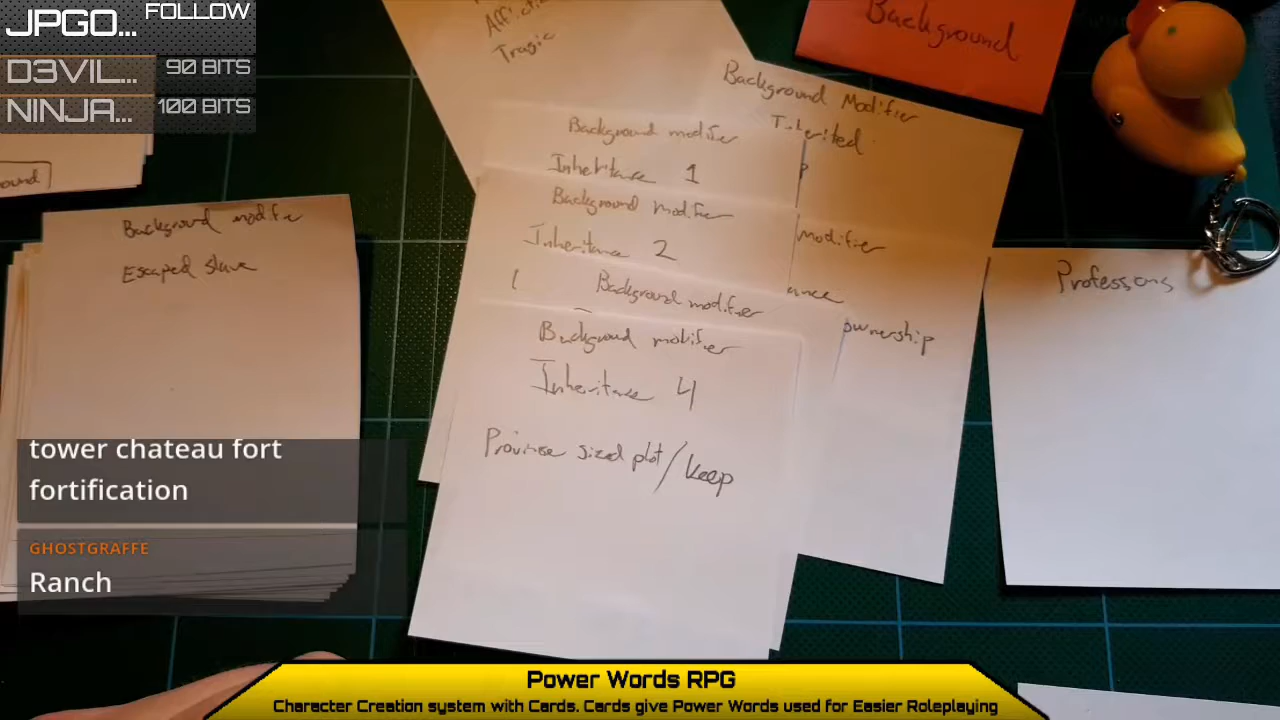 JPGO... FOLLOW
D3VIL... 90 BITS
NINJA... 100 BITS
Tragic
Background
Background Modifier
Inherited
Background modifier
Inheritance 1
Background modifier
Inheritance 2
modifier
Background modifier
ownership
Background modifier
Inheritance 4
Province sized plot/keep
ound
Background modifier
Escaped slave
Professions
tower chateau fort
fortification
GHOSTGRAFFE
Ranch
Power Words RPG
Character Creation system with Cards. Cards give Power Words used for Easier Roleplaying